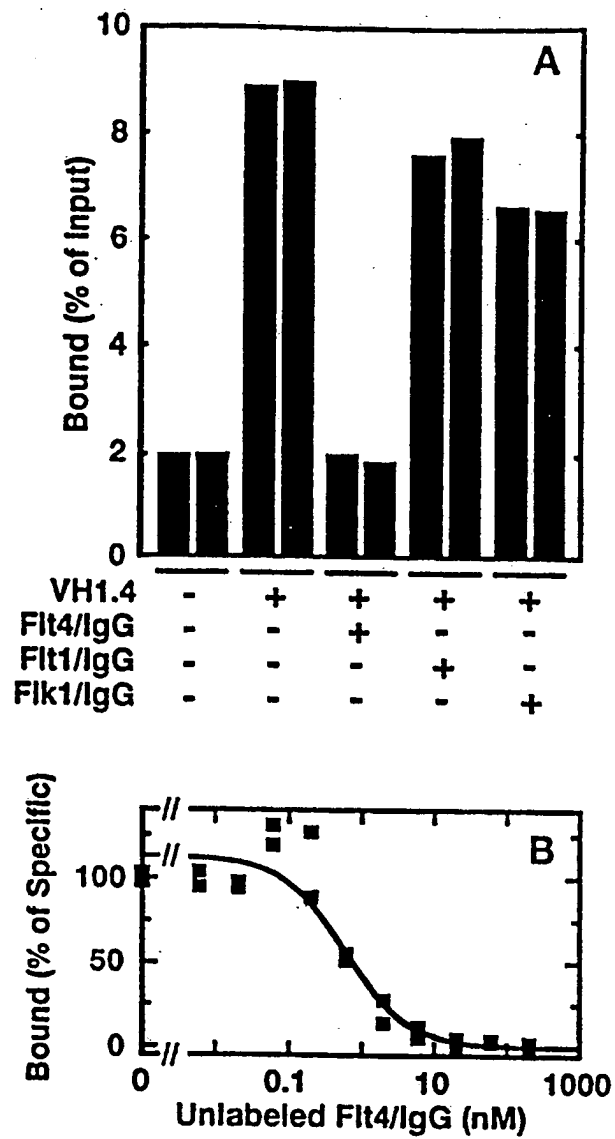 A
10
8
6
4
2
0
Bound (% of Input)
VH1.4 - + + + +
Flt4/IgG - - + - -
Flt1/IgG - - - + -
Flk1/IgG - - - - +
B
100
50
0
Bound (% of Specific)
0 0.1 10 1000
Unlabeled Flt4/IgG (nM)